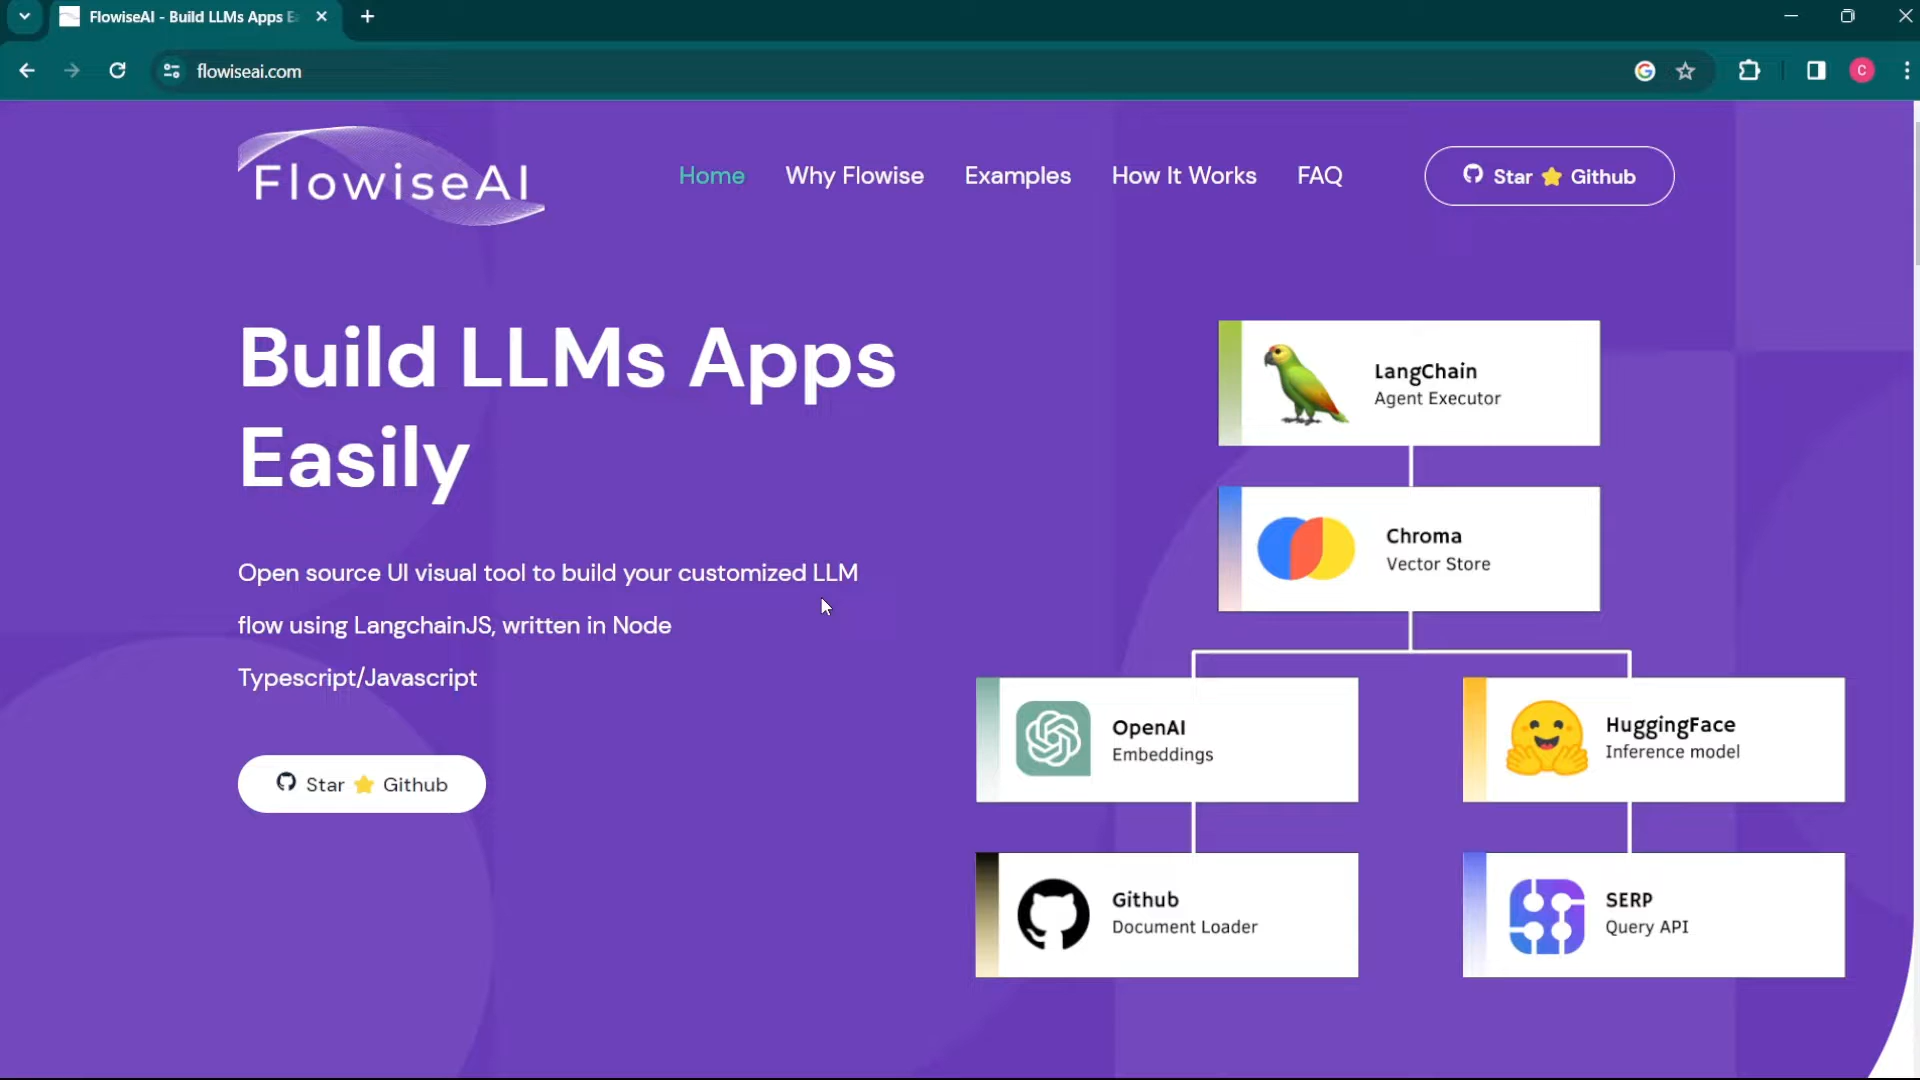 FlowiseAI - Build LLMs Apps Ea
flowiseai.com
C
FlowiseAI
Home
Why Flowise
Examples
How It Works
FAQ
Star ⭐ Github
Build LLMs Apps
Easily
Open source UI visual tool to build your customized LLM
flow using LangchainJS, written in Node
Typescript/Javascript
Star ⭐ Github
LangChain
Agent Executor
Chroma
Vector Store
OpenAI
Embeddings
HuggingFace
Inference model
Github
Document Loader
SERP
Query API